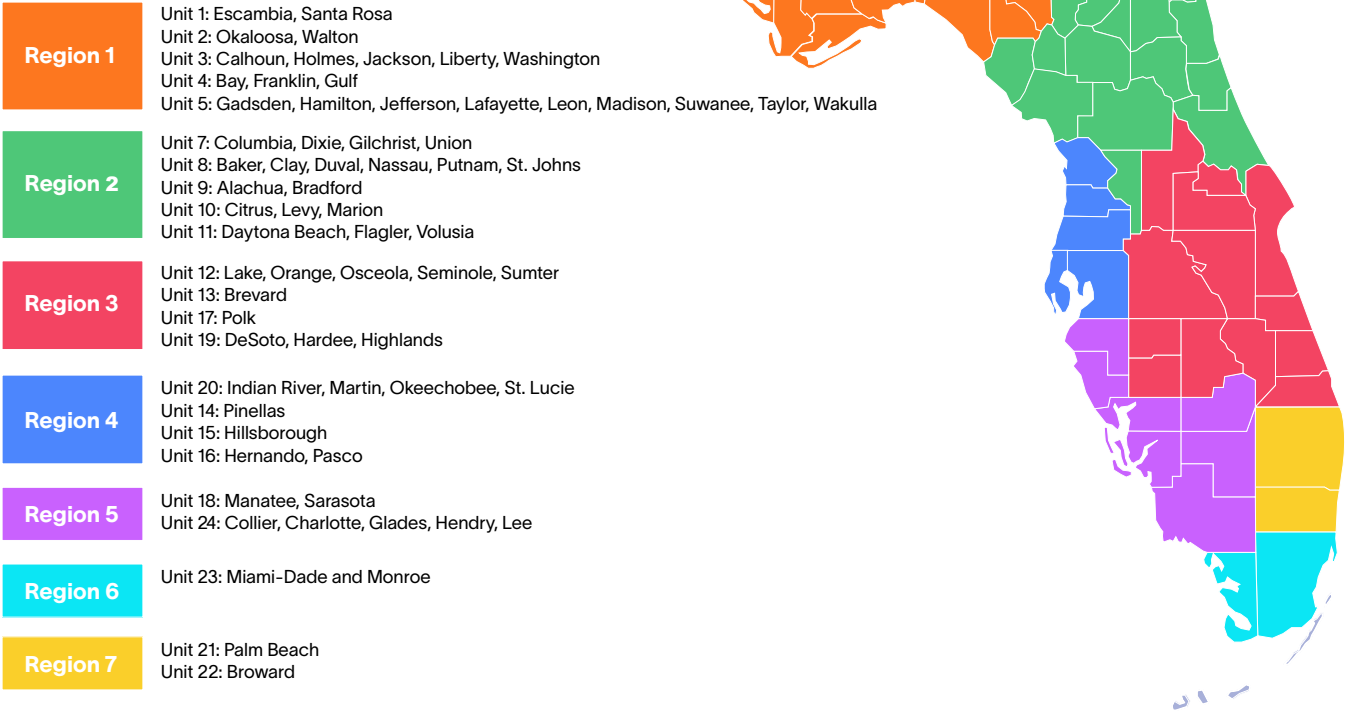 Region 1
Unit 1: Escambia, Santa Rosa
Unit 2: Okaloosa, Walton
Unit 3: Calhoun, Holmes, Jackson, Liberty, Washington
Unit 4: Bay, Franklin, Gulf
Unit 5: Gadsden, Hamilton, Jefferson, Lafayette, Leon, Madison, Suwanee, Taylor, Wakulla
Region 2
Unit 7: Columbia, Dixie, Gilchrist, Union
Unit 8: Baker, Clay, Duval, Nassau, Putnam, St. Johns
Unit 9: Alachua, Bradford
Unit 10: Citrus, Levy, Marion
Unit 11: Daytona Beach, Flagler, Volusia
Region 3
Unit 12: Lake, Orange, Osceola, Seminole, Sumter
Unit 13: Brevard
Unit 17: Polk
Unit 19: DeSoto, Hardee, Highlands
Region 4
Unit 20: Indian River, Martin, Okeechobee, St. Lucie
Unit 14: Pinellas
Unit 15: Hillsborough
Unit 16: Hernando, Pasco
Region 5
Unit 18: Manatee, Sarasota
Unit 24: Collier, Charlotte, Glades, Hendry, Lee
Region 6
Unit 23: Miami-Dade and Monroe
Region 7
Unit 21: Palm Beach
Unit 22: Broward